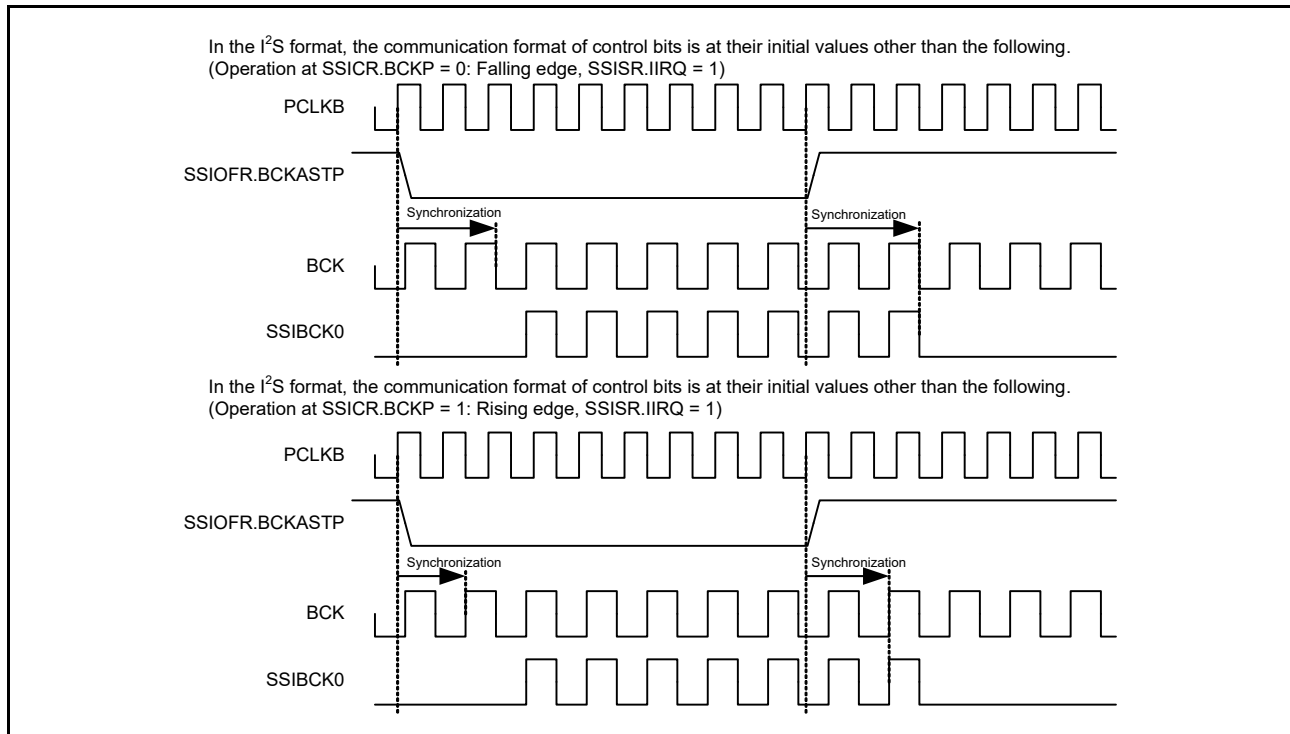 In the I²S format, the communication format of control bits is at their initial values other than the following.
(Operation at SSICR.BCKP = 0: Falling edge, SSISR.IIRQ = 1)
PCLKB
SSIOFR.BCKASTP
Synchronization Synchronization
BCK
SSIBCK0
In the I²S format, the communication format of control bits is at their initial values other than the following.
(Operation at SSICR.BCKP = 1: Rising edge, SSISR.IIRQ = 1)
PCLKB
SSIOFR.BCKASTP
Synchronization Synchronization
BCK
SSIBCK0